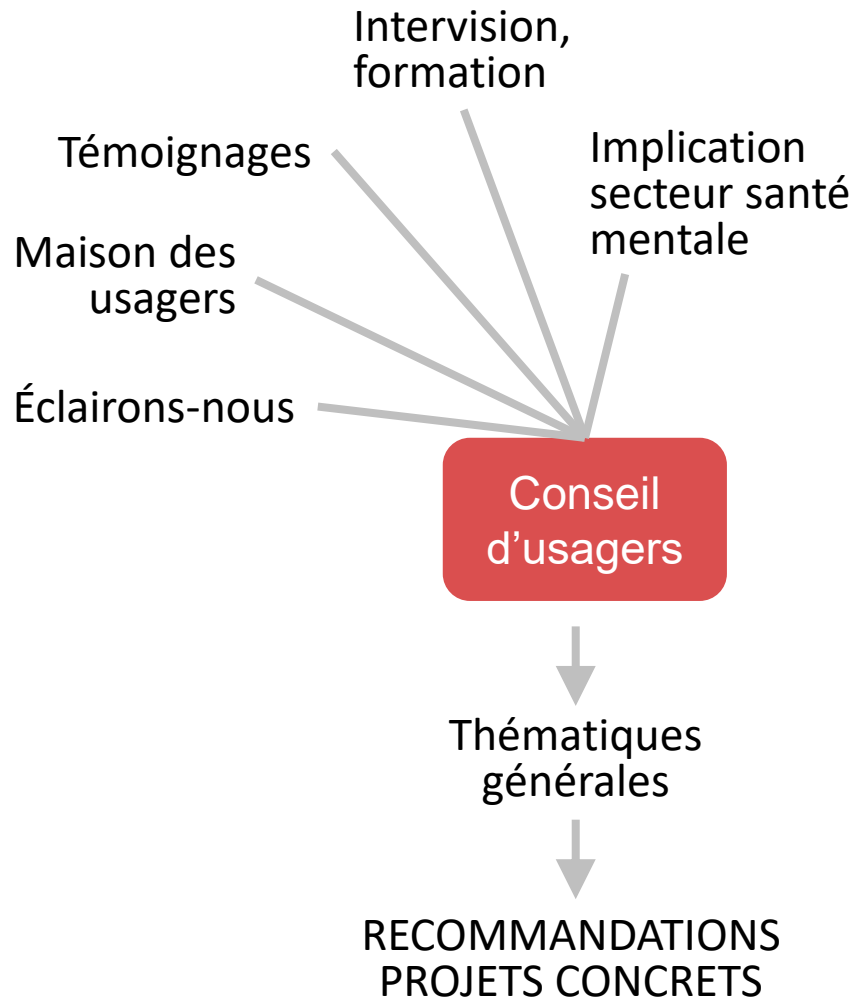 Intervision,
formation
Témoignages
Implication
secteur santé
mentale
Maison des
usagers
Éclairons-nous
Conseil
d’usagers
Thématiques
générales
RECOMMANDATIONS
PROJETS CONCRETS